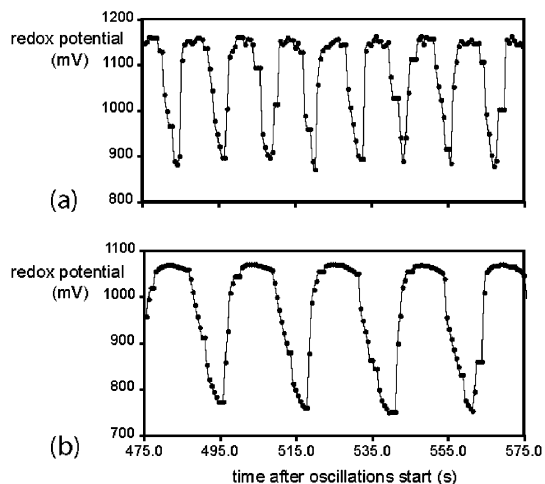 1200
redox potential
(mV)
1100
1000
900
800
(a)
1100
redox potential
(mV)
1000
900
800
700
(b)
475.0 495.0 515.0 535.0 555.0 575.0
time after oscillations start (s)